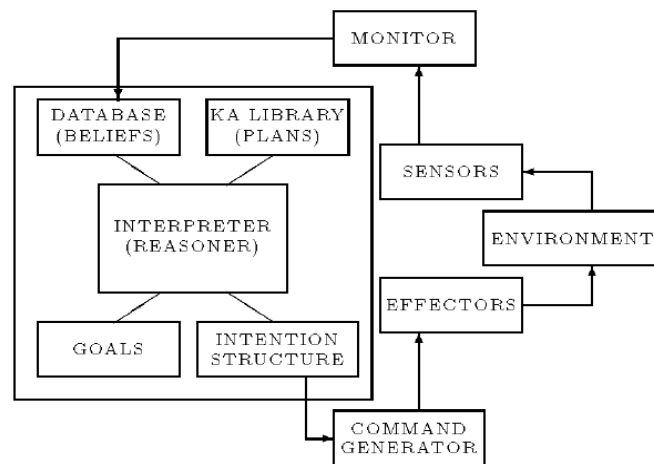 MONITOR
DATABASE
(BELIEFS)
KA LIBRARY
(PLANS)
SENSORS
INTERPRETER
(REASONER)
ENVIRONMENT
EFFECTORS
GOALS
INTENTION
STRUCTURE
COMMAND
GENERATOR